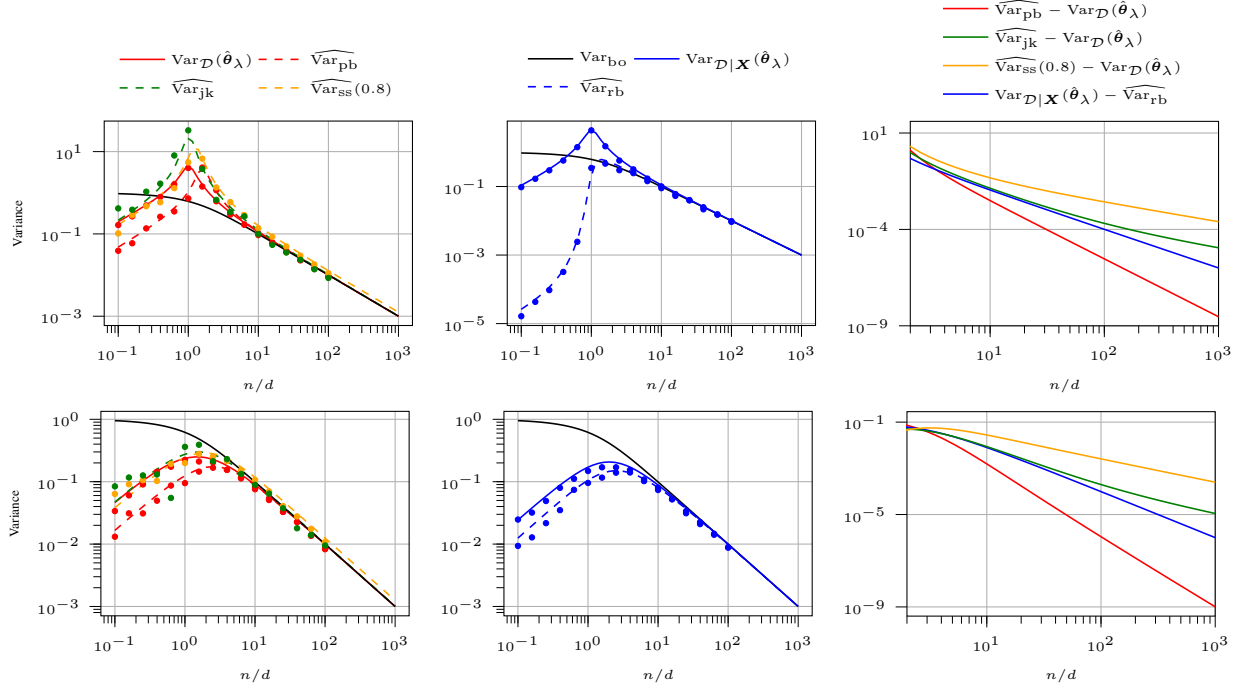 Var_𝒟(θ̂_λ)
Var̂_pb
Var̂_jk
Var̂_ss(0.8)
Var_bo
Var_𝒟|𝑿(θ̂_λ)
Var̂_rb
Var̂_pb − Var_𝒟(θ̂_λ)
Var̂_jk − Var_𝒟(θ̂_λ)
Var̂_ss(0.8) − Var_𝒟(θ̂_λ)
Var_𝒟|𝑿(θ̂_λ) − Var̂_rb
Variance
10^1
10^−1
10^−3
10^−1
10^0
10^1
10^2
10^3
n/d
10^−1
10^−3
10^−5
10^−1
10^0
10^1
10^2
10^3
n/d
10^1
10^−4
10^−9
10^1
10^2
10^3
n/d
Variance
10^0
10^−1
10^−2
10^−3
10^−1
10^0
10^1
10^2
10^3
n/d
10^0
10^−1
10^−2
10^−3
10^−1
10^0
10^1
10^2
10^3
n/d
10^−1
10^−5
10^−9
10^1
10^2
10^3
n/d